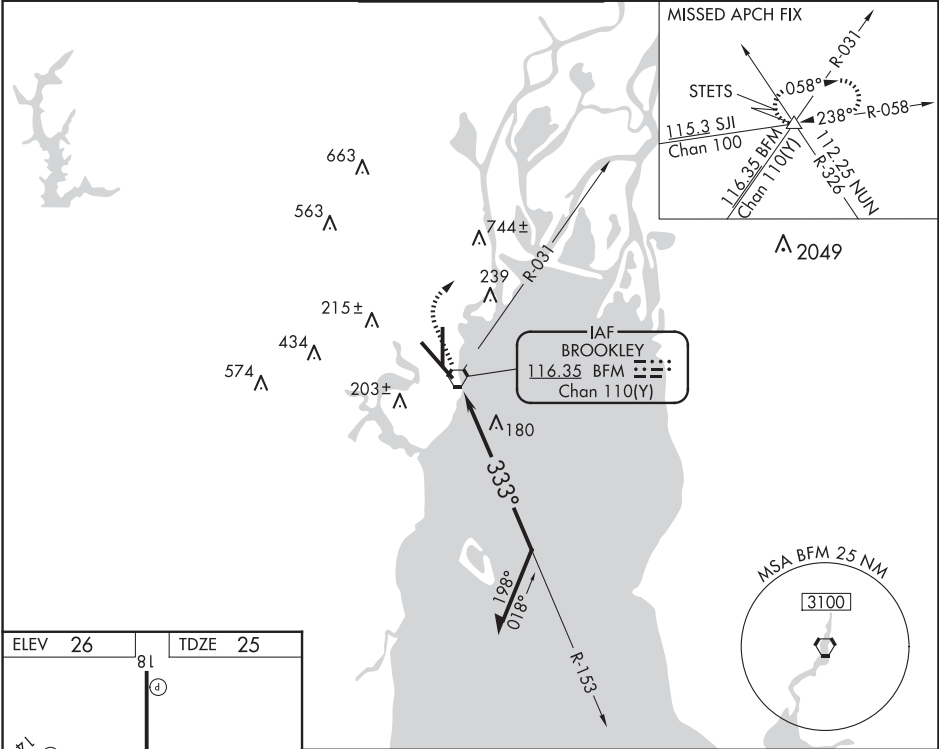 MISSED APCH FIX
R-031
STETS
058°
238°
R-058
115.3 SJI
Chan 100
116.35 BFM
Chan 110(Y)
112.25 NUN
R-326
663
563
744±
2049
R-031
239
215±
434
574
203±
IAF
BROOKLEY
116.35 BFM
Chan 110(Y)
180
333°
198°
018°
R-153
MSA BFM 25 NM
3100
ELEV 26
TDZE 25
18
P
14